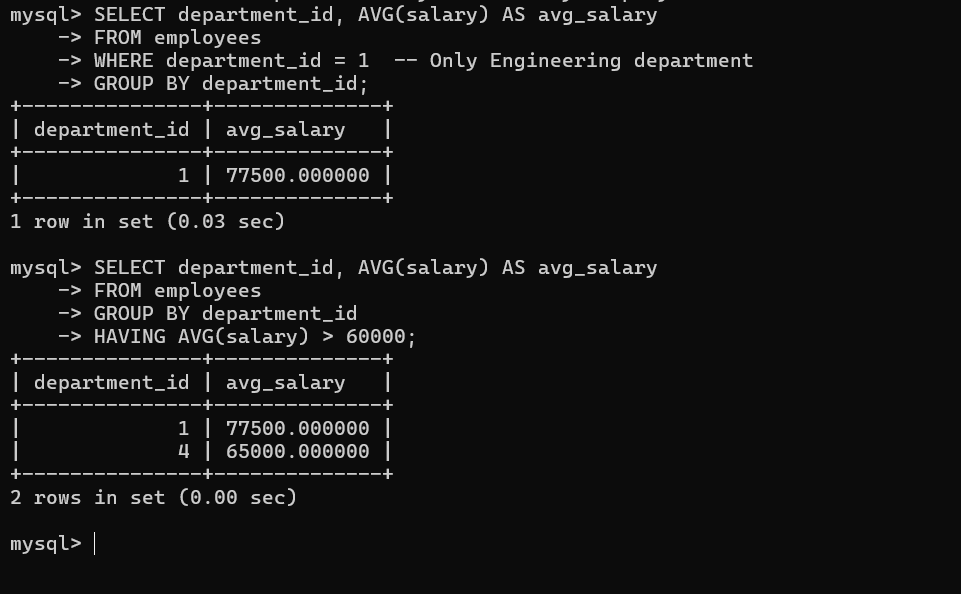 mysql> SELECT department_id, AVG(salary) AS avg_salary
    -> FROM employees
    -> WHERE department_id = 1  -- Only Engineering department
    -> GROUP BY department_id;
+---------------+--------------+
| department_id | avg_salary   |
+---------------+--------------+
|             1 | 77500.000000 |
+---------------+--------------+
1 row in set (0.03 sec)

mysql> SELECT department_id, AVG(salary) AS avg_salary
    -> FROM employees
    -> GROUP BY department_id
    -> HAVING AVG(salary) > 60000;
+---------------+--------------+
| department_id | avg_salary   |
+---------------+--------------+
|             1 | 77500.000000 |
|             4 | 65000.000000 |
+---------------+--------------+
2 rows in set (0.00 sec)

mysql>